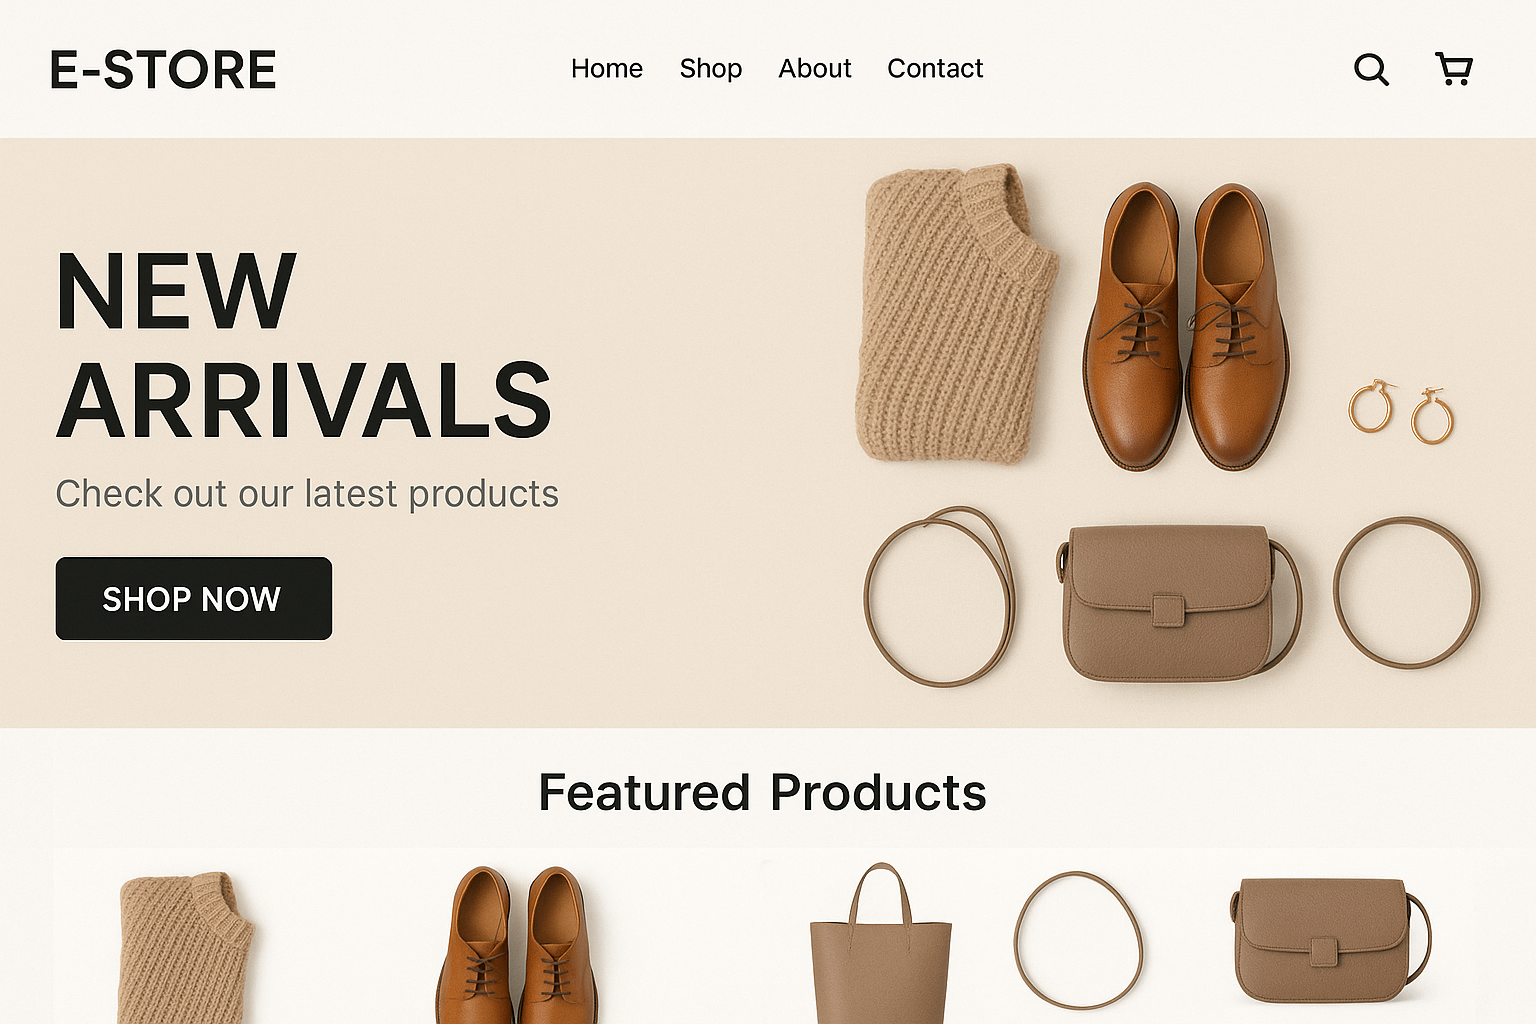 E-STORE
Home Shop About Contact
NEW
ARRIVALS
Check out our latest products
SHOP NOW
Featured Products